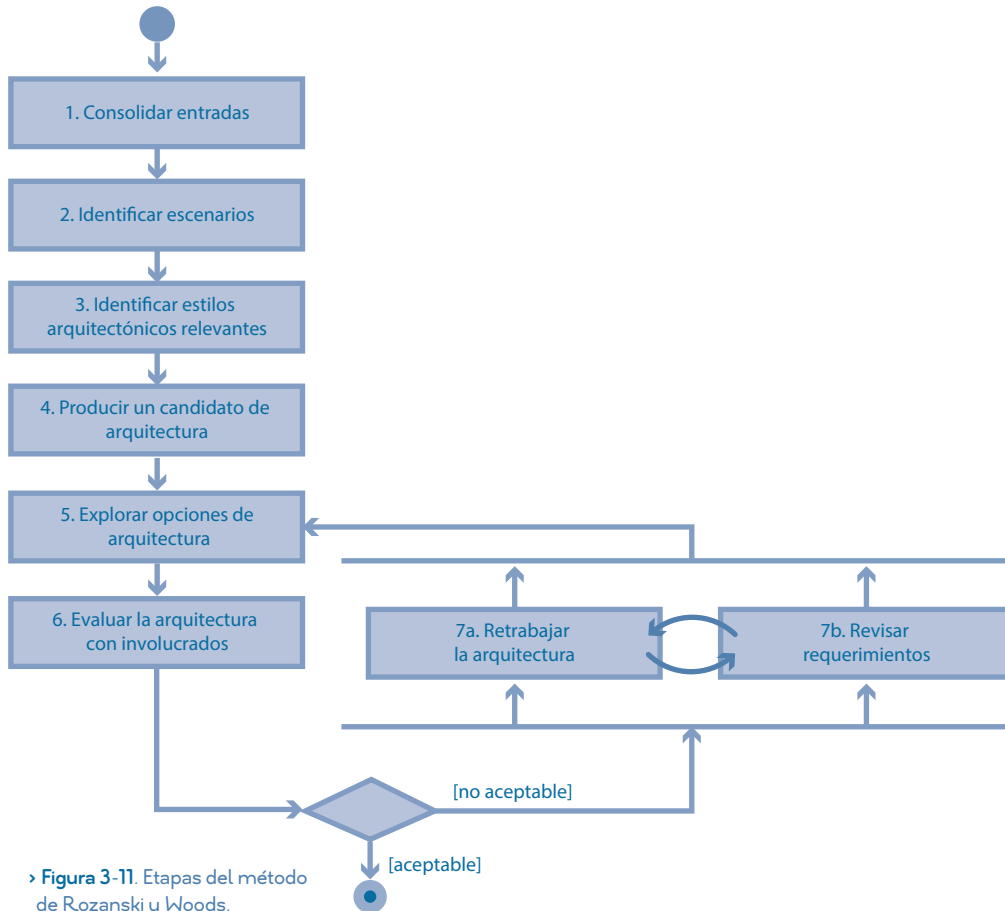 1. Consolidar entradas
2. Identificar escenarios
3. Identificar estilos
arquitectónicos relevantes
4. Producir un candidato de
arquitectura
5. Explorar opciones de
arquitectura
6. Evaluar la arquitectura
con involucrados
7a. Retrabajar
la arquitectura
7b. Revisar
requerimientos
[no aceptable]
[aceptable]
› Figura 3-11. Etapas del método
de Rozanski y Woods.